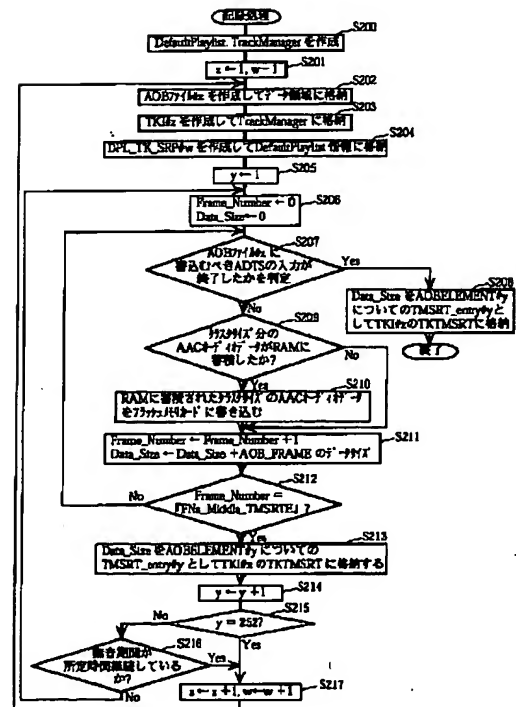 記録処理
S200
DefaultPlaylist, TrackManager を作成
S201
z←1, w←1
S202
AOBファイル#z を作成してデータ領域に格納
S203
TKI#z を作成してTrackManager に格納
S204
DPL_TK_SRP#w を作成してDefaultPlaylist 情報に格納
S205
y←1
S206
Frame_Number ← 0
Data_Size←0
S207
AOBファイル#z に
書込むべきADTSの入力が
終了したかを判定
Yes
No
S208
Data_Size をAOBELEMENT#y
についてのTMSRT_entry#y と
してTKI#zのTKTMSRT に格納
終了
S209
クラスタサイズ 分の
AACオーディオデータがRAMに
蓄積したか?
No
Yes
S210
RAMに蓄積されたクラスタサイズ のAACオーディオデータ
をフラッシュメモリカードに書き込む
S211
Frame_Number ← Frame_Number +1
Data_Size ← Data_Size +AOB_FRAME のデータサイズ
S212
Frame_Number =
「FNs_Middle_TMSRTE」?
No
Yes
S213
Data_Size をAOBELEMENT#y についての
TMSRT_entry#y としてTKI#z のTKTMSRT に格納する
S214
y←y+1
S215
y = 252?
No
Yes
S216
無音期間が
所定時間継続している
か?
Yes
No
S217
z←z+1, w←w+1